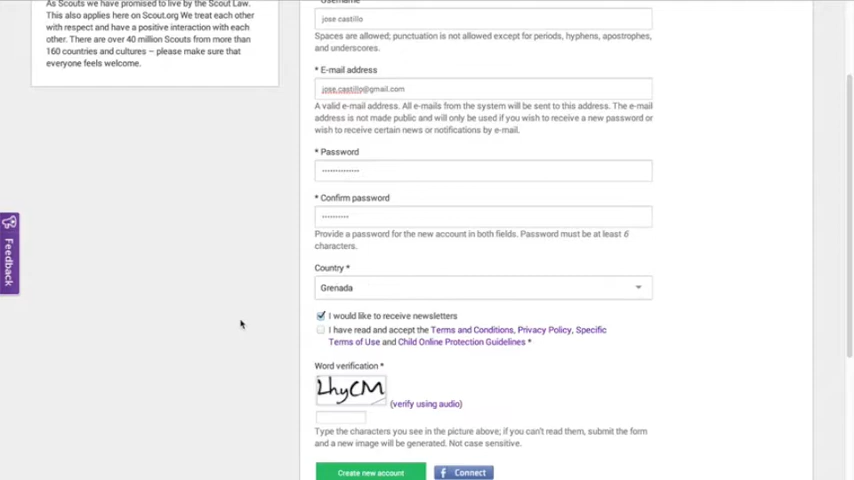 As Scouts we have promised to live by the Scout Law.
This also applies here on Scout.org We treat each other
with respect and have a positive interaction with each
other. There are over 40 million Scouts from more than
160 countries and cultures – please make sure that
everyone feels welcome.
Feedback
Username
jose castillo
Spaces are allowed; punctuation is not allowed except for periods, hyphens, apostrophes,
and underscores.
* E-mail address
jose.castillo@gmail.com
A valid e-mail address. All e-mails from the system will be sent to this address. The e-mail
address is not made public and will only be used if you wish to receive a new password or
wish to receive certain news or notifications by e-mail.
* Password
* Confirm password
Provide a password for the new account in both fields. Password must be at least 6
characters.
Country *
Grenada
I would like to receive newsletters
I have read and accept the Terms and Conditions, Privacy Policy, Specific
Terms of Use and Child Online Protection Guidelines *
Word verification *
LhyCM
(verify using audio)
Type the characters you see in the picture above; if you can't read them, submit the form
and a new image will be generated. Not case sensitive.
Create new account
f Connect